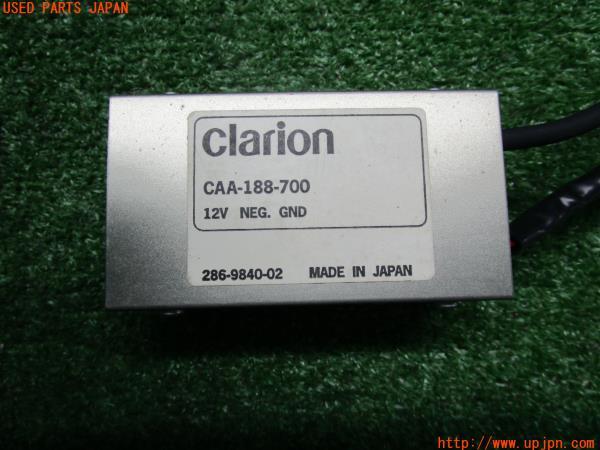 USED PARTS JAPAN
clarion
CAA-188-700
12V NEG. GND
286-9840-02 MADE IN JAPAN
http://www.upjpn.com